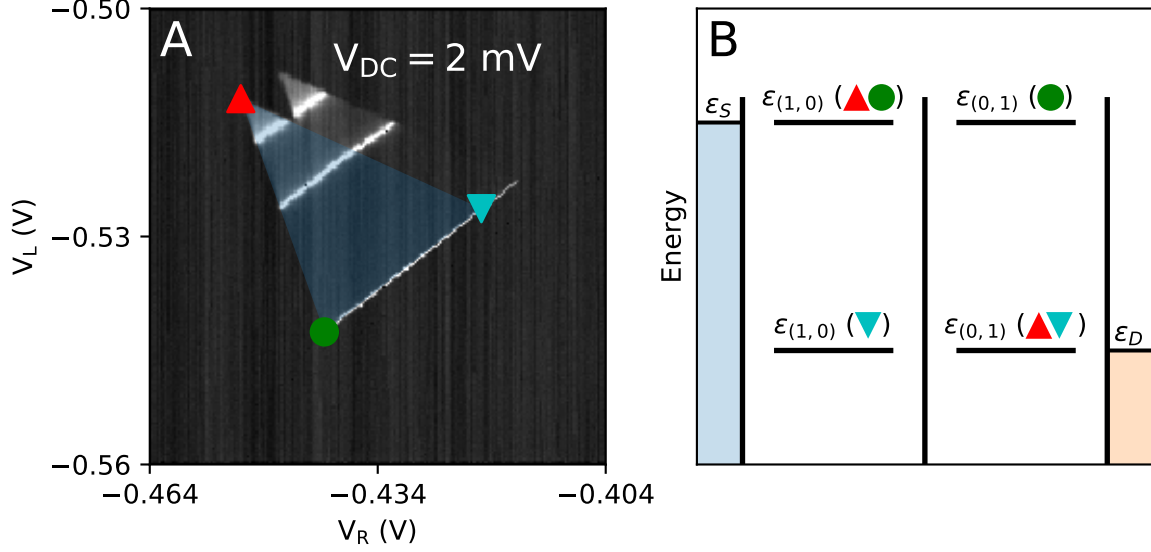 A
V_DC = 2 mV
V_L (V)
−0.50
−0.53
−0.56
−0.464
−0.434
−0.404
V_R (V)
B
Energy
ε_S
ε_(1,0) ( )
ε_(0,1) ( )
ε_(1,0) ( )
ε_(0,1) ( )
ε_D